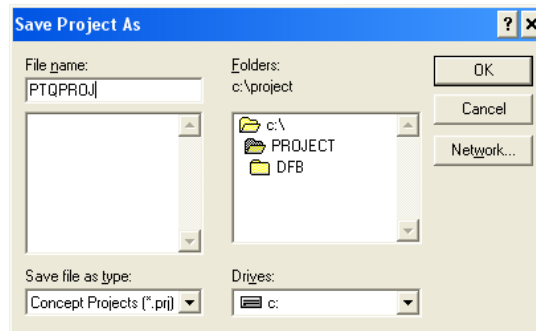 Save Project As
File name:
PTQPROJ
Folders:
c:\project
c:\
PROJECT
DFB
OK
Cancel
Network...
Save file as type:
Concept Projects (*.prj)
Drives:
c: